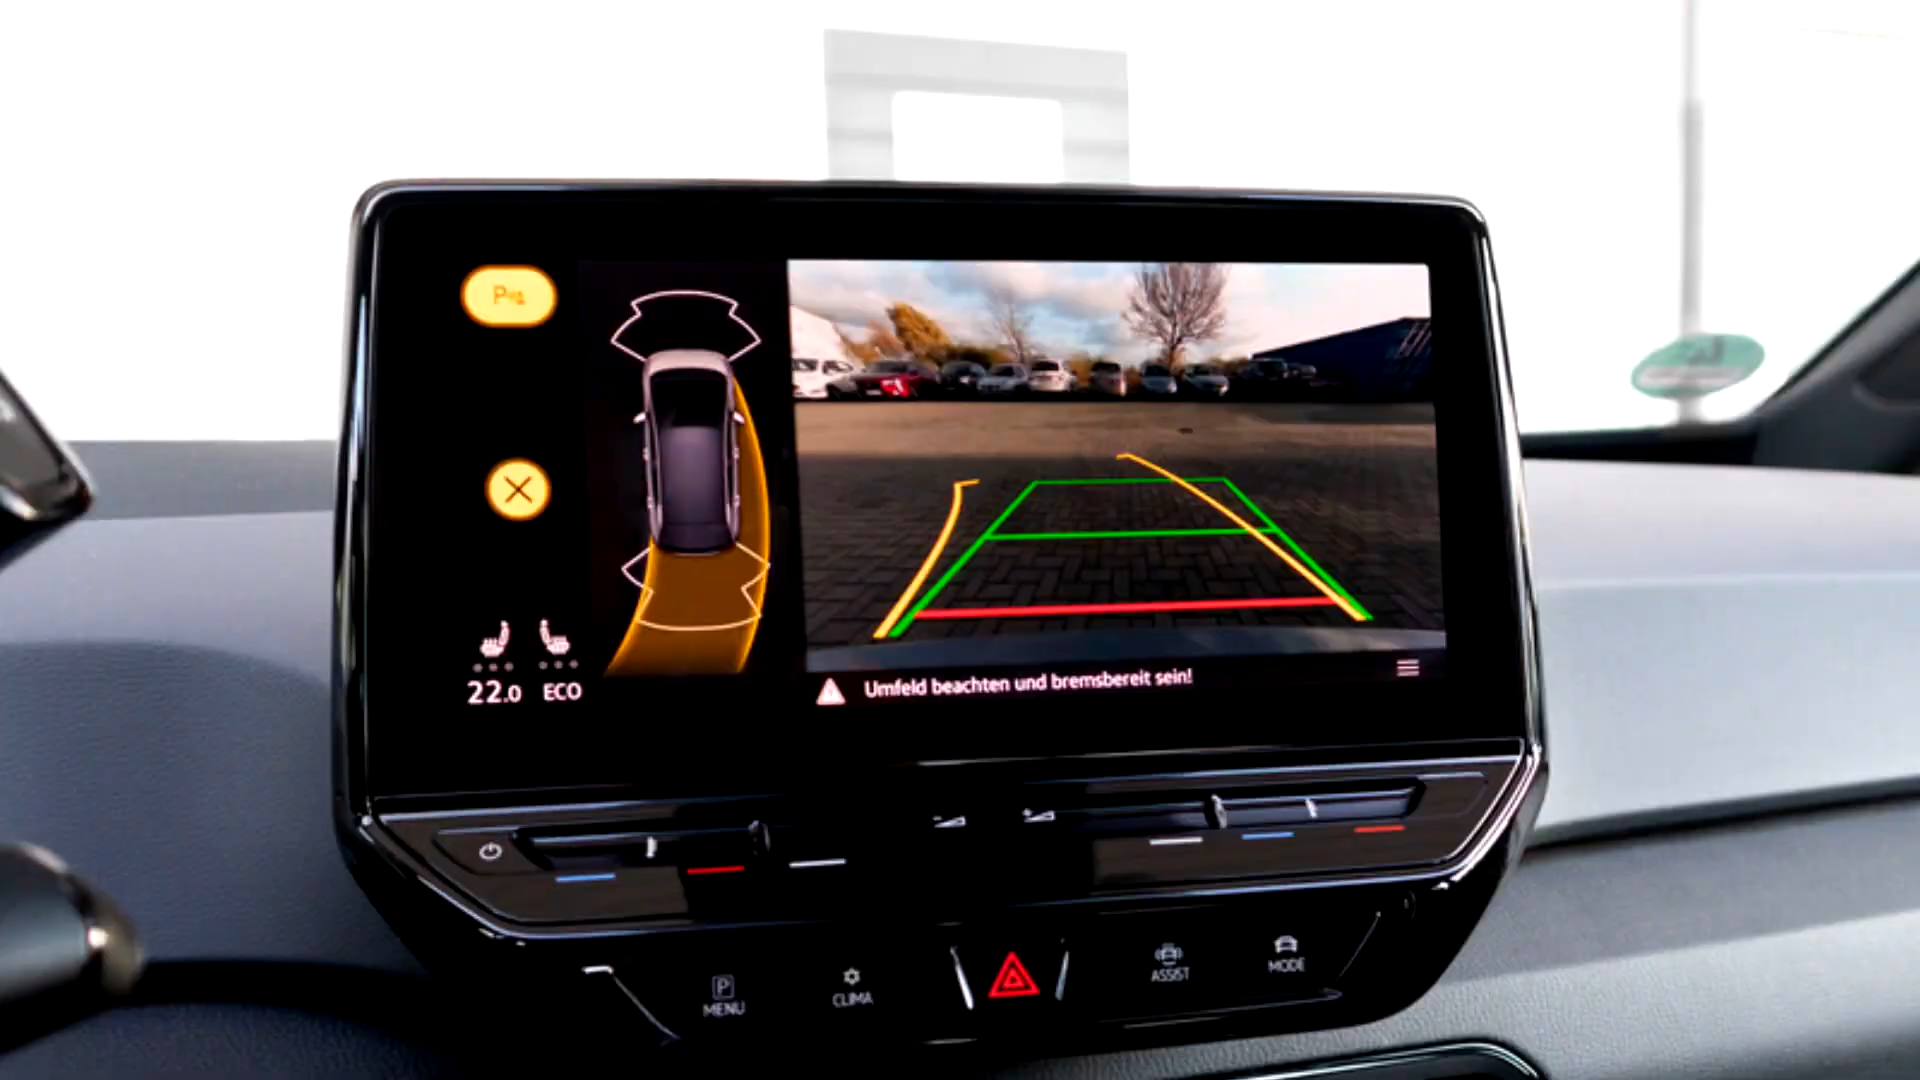 22.0 ECO
Umfeld beachten und bremsbereit sein!
P
MENU
CLIMA
ASSIST
MODE